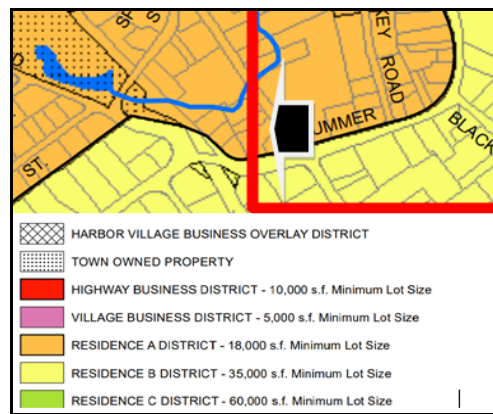 KEY
ROAD
UMMER
BLACK
ST.
HARBOR VILLAGE BUSINESS OVERLAY DISTRICT
TOWN OWNED PROPERTY
HIGHWAY BUSINESS DISTRICT - 10,000 s.f. Minimum Lot Size
VILLAGE BUSINESS DISTRICT - 5,000 s.f. Minimum Lot Size
RESIDENCE A DISTRICT - 18,000 s.f. Minimum Lot Size
RESIDENCE B DISTRICT - 35,000 s.f. Minimum Lot Size
RESIDENCE C DISTRICT - 60,000 s.f. Minimum Lot Size